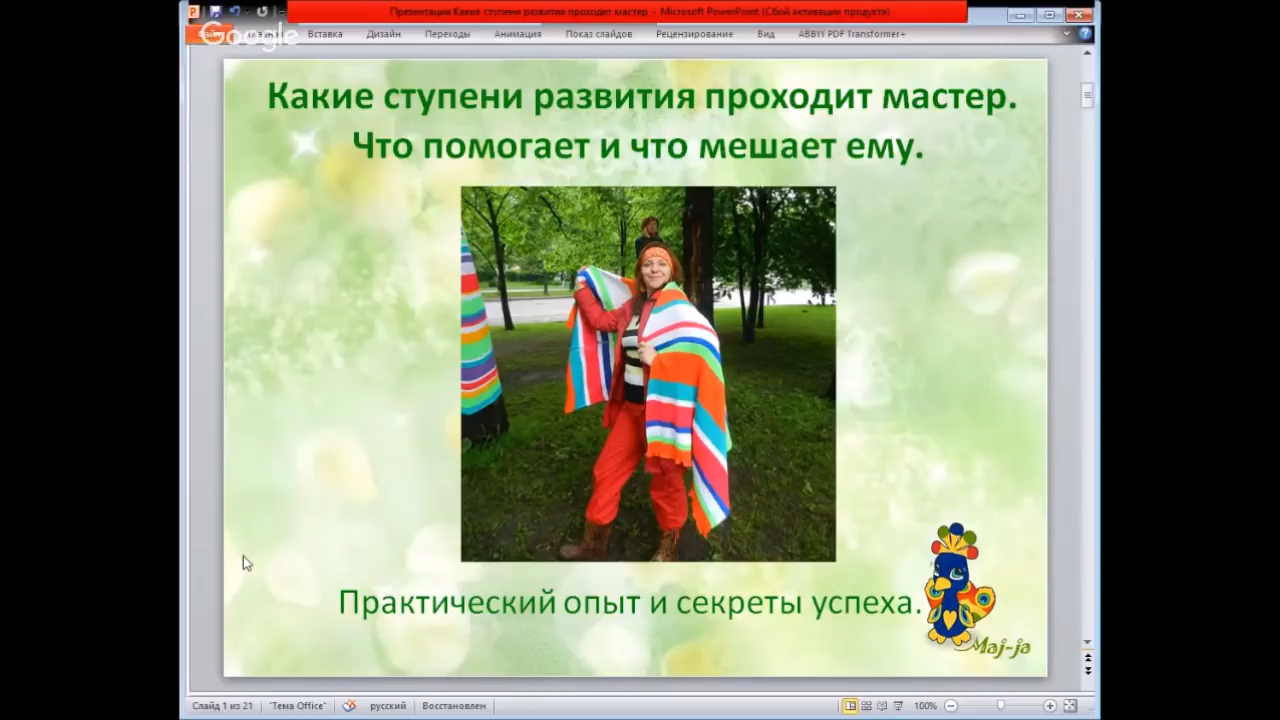 Презентация Какие ступени развития проходит мастер - Microsoft PowerPoint (Сбой активации продукта)
Google
Вставка Дизайн Переходы Анимация Показ слайдов Рецензирование Вид ABBYY PDF Transformer+
Какие ступени развития проходит мастер.
Что помогает и что мешает ему.
Практический опыт и секреты успеха.
Maj-ja
Слайд 1 из 21 "Тема Office" русский Восстановлен 100%